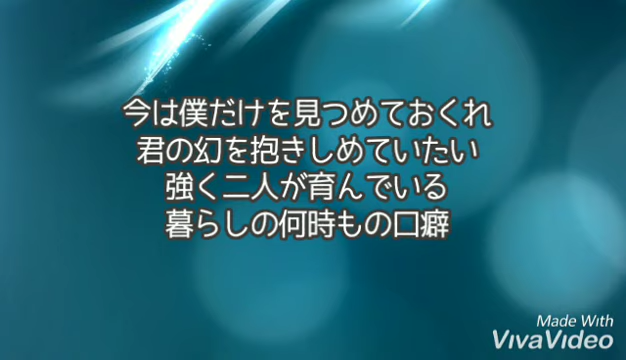 今は僕だけを見つめておくれ
君の幻を抱きしめていたい
強く二人が育んでいる
暮らしの何時もの口癖
Made With
VivaVideo